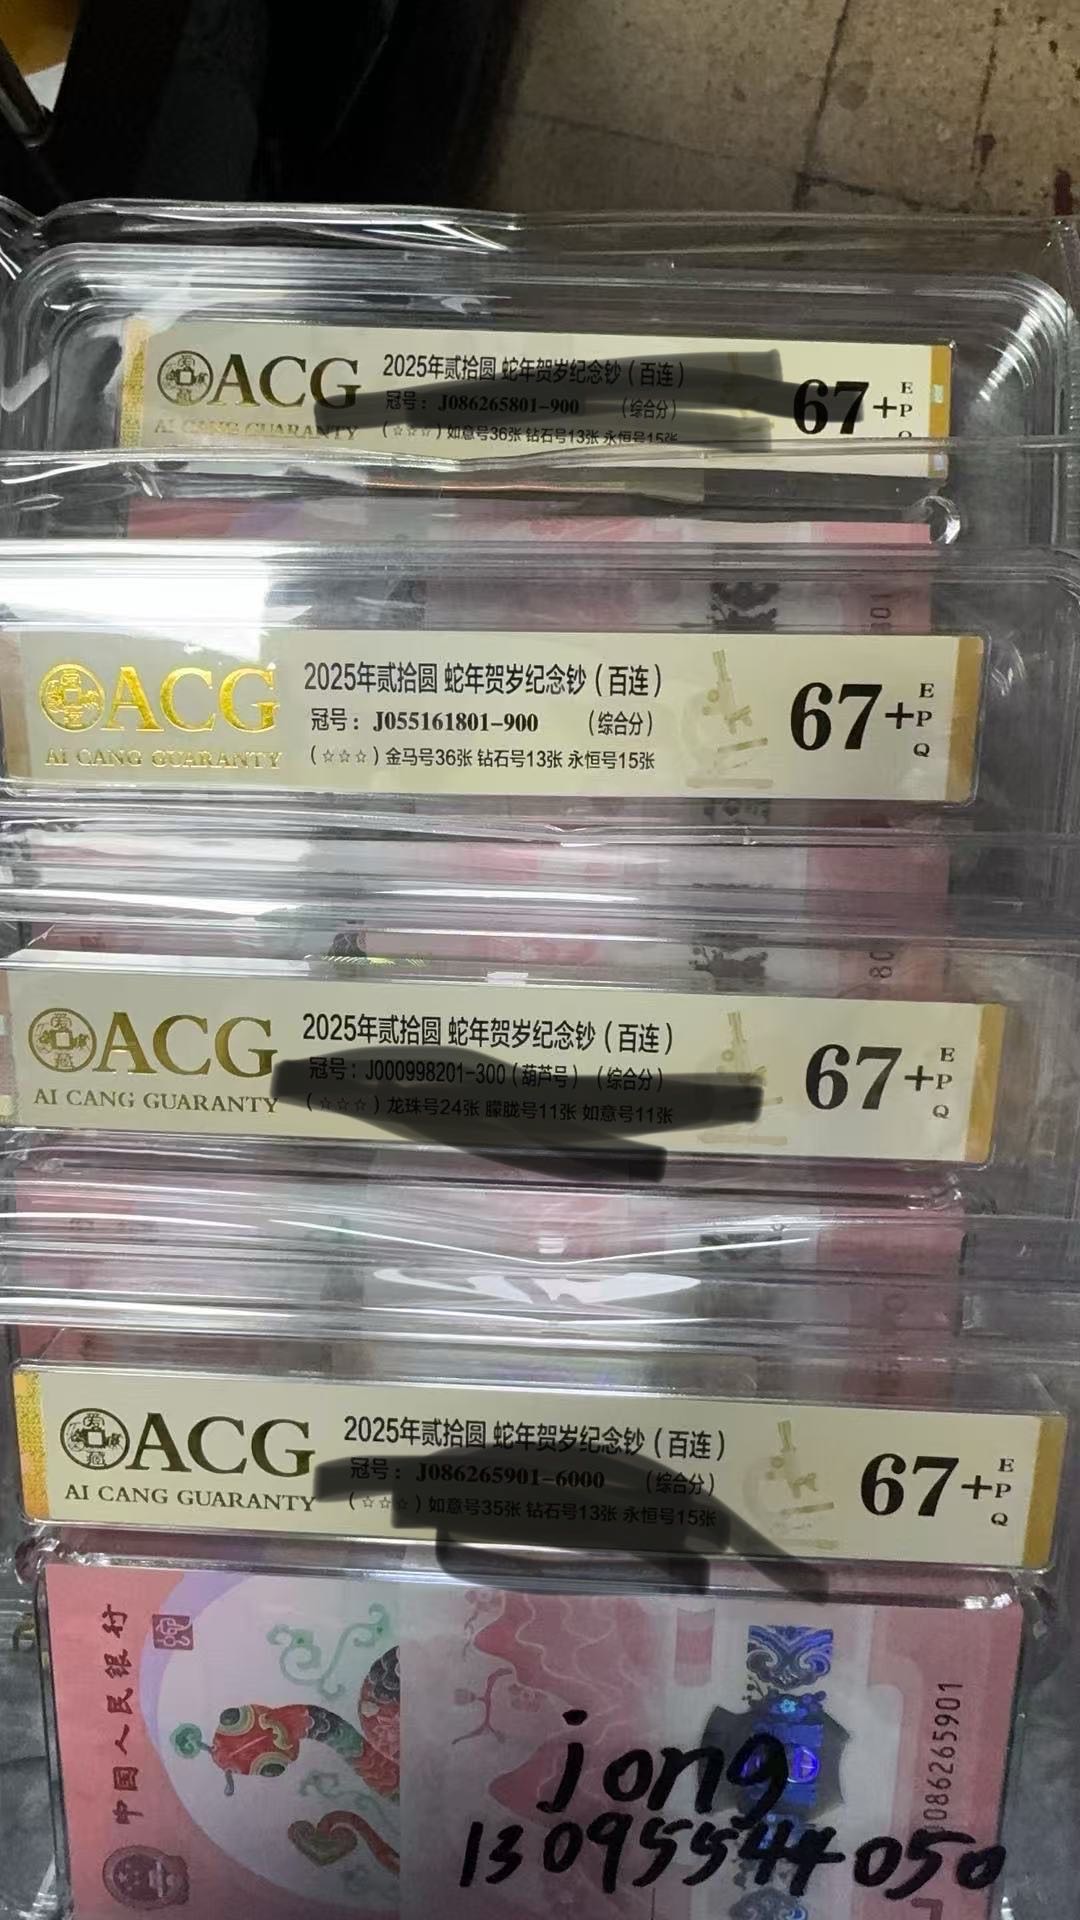 ACG
AI CANG GUARANTY
2025年贰拾圆 蛇年贺岁纪念钞（百连）
冠号：J086265801-900 （综合分）
（☆☆☆）如意号36张 钻石号13张 永恒号15张
67+
E
P
Q
ACG
AI CANG GUARANTY
2025年贰拾圆 蛇年贺岁纪念钞（百连）
冠号：J055161801-900 （综合分）
（☆☆☆）金马号36张 钻石号13张 永恒号15张
67+
E
P
Q
ACG
AI CANG GUARANTY
2025年贰拾圆 蛇年贺岁纪念钞（百连）
冠号：J000998201-300（葫芦号）（综合分）
（☆☆☆）龙珠号24张 朦胧号11张 如意号11张
67+
E
P
Q
ACG
AI CANG GUARANTY
2025年贰拾圆 蛇年贺岁纪念钞（百连）
冠号：J086265901-6000 （综合分）
（☆☆☆）如意号35张 钻石号13张 永恒号15张
67+
E
P
Q
中国人民银行
086265901
jong
13095544050